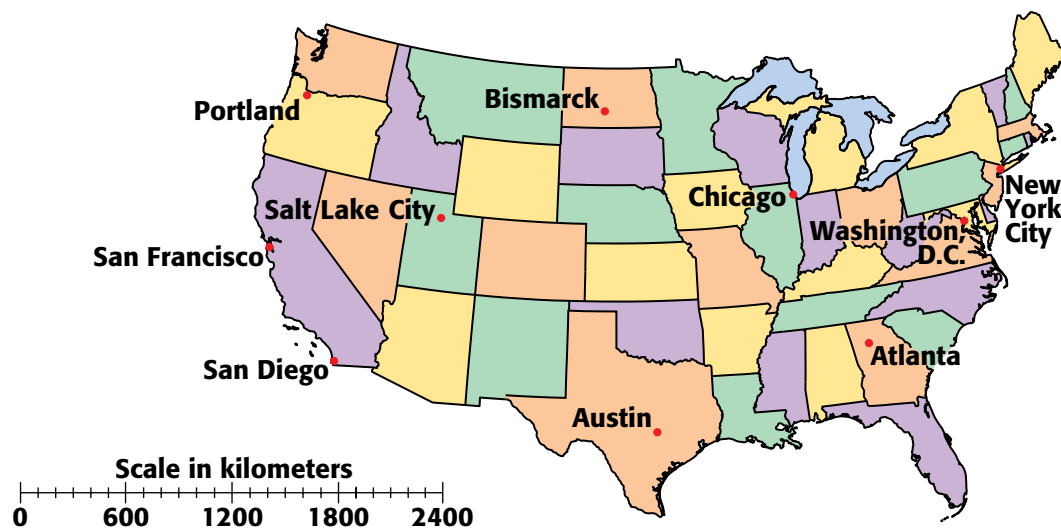 Portland
Bismarck
Chicago
New
York
City
Salt Lake City
Washington,
D.C.
San Francisco
San Diego
Atlanta
Austin
Scale in kilometers
0 600 1200 1800 2400